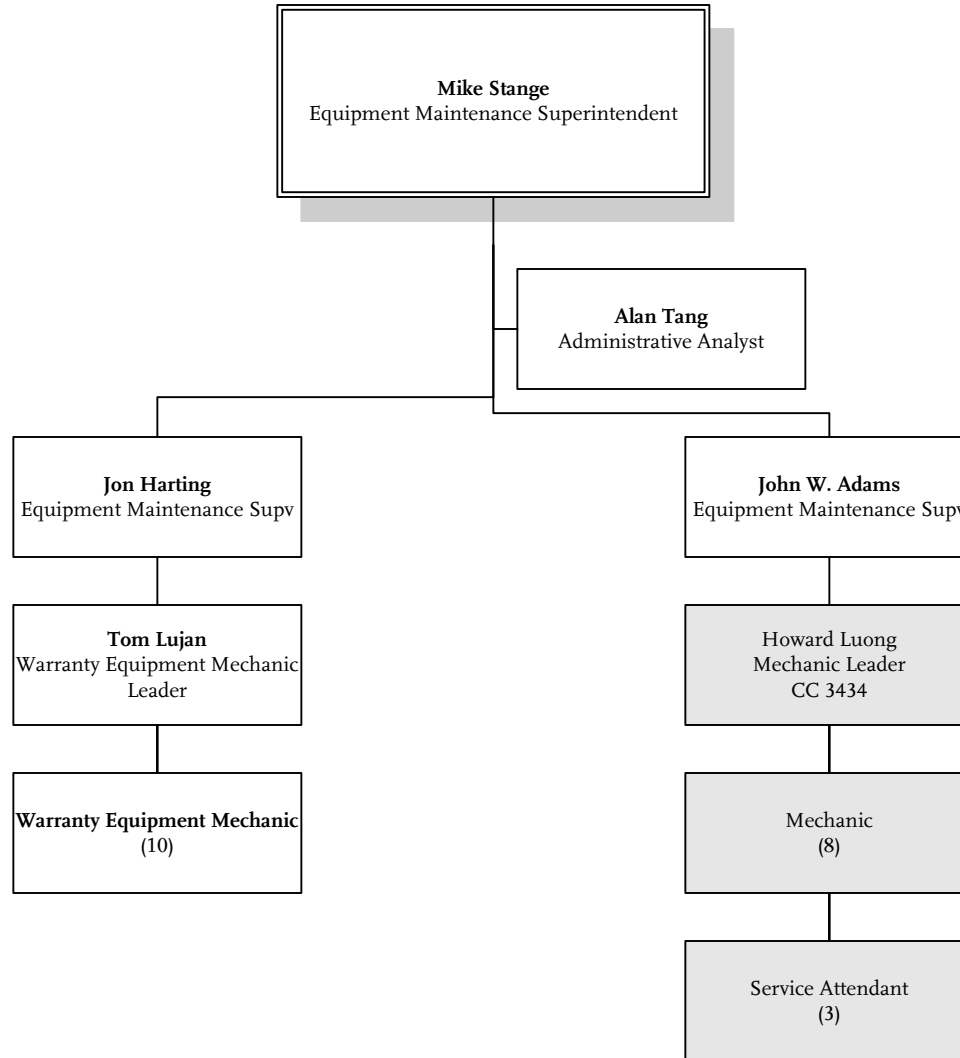 Mike Stange
Equipment Maintenance Superintendent
Alan Tang
Administrative Analyst
Jon Harting
Equipment Maintenance Supv
John W. Adams
Equipment Maintenance Supv
Tom Lujan
Warranty Equipment Mechanic
Leader
Howard Luong
Mechanic Leader
CC 3434
Warranty Equipment Mechanic
(10)
Mechanic
(8)
Service Attendant
(3)